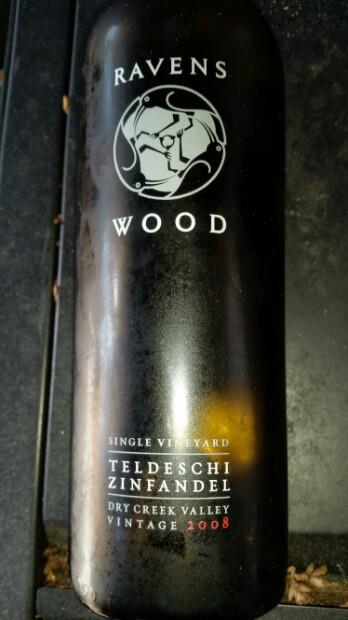 RAVENS
WOOD
SINGLE VINEYARD
TELDESCHI
ZINFANDEL
DRY CREEK VALLEY
VINTAGE 2008